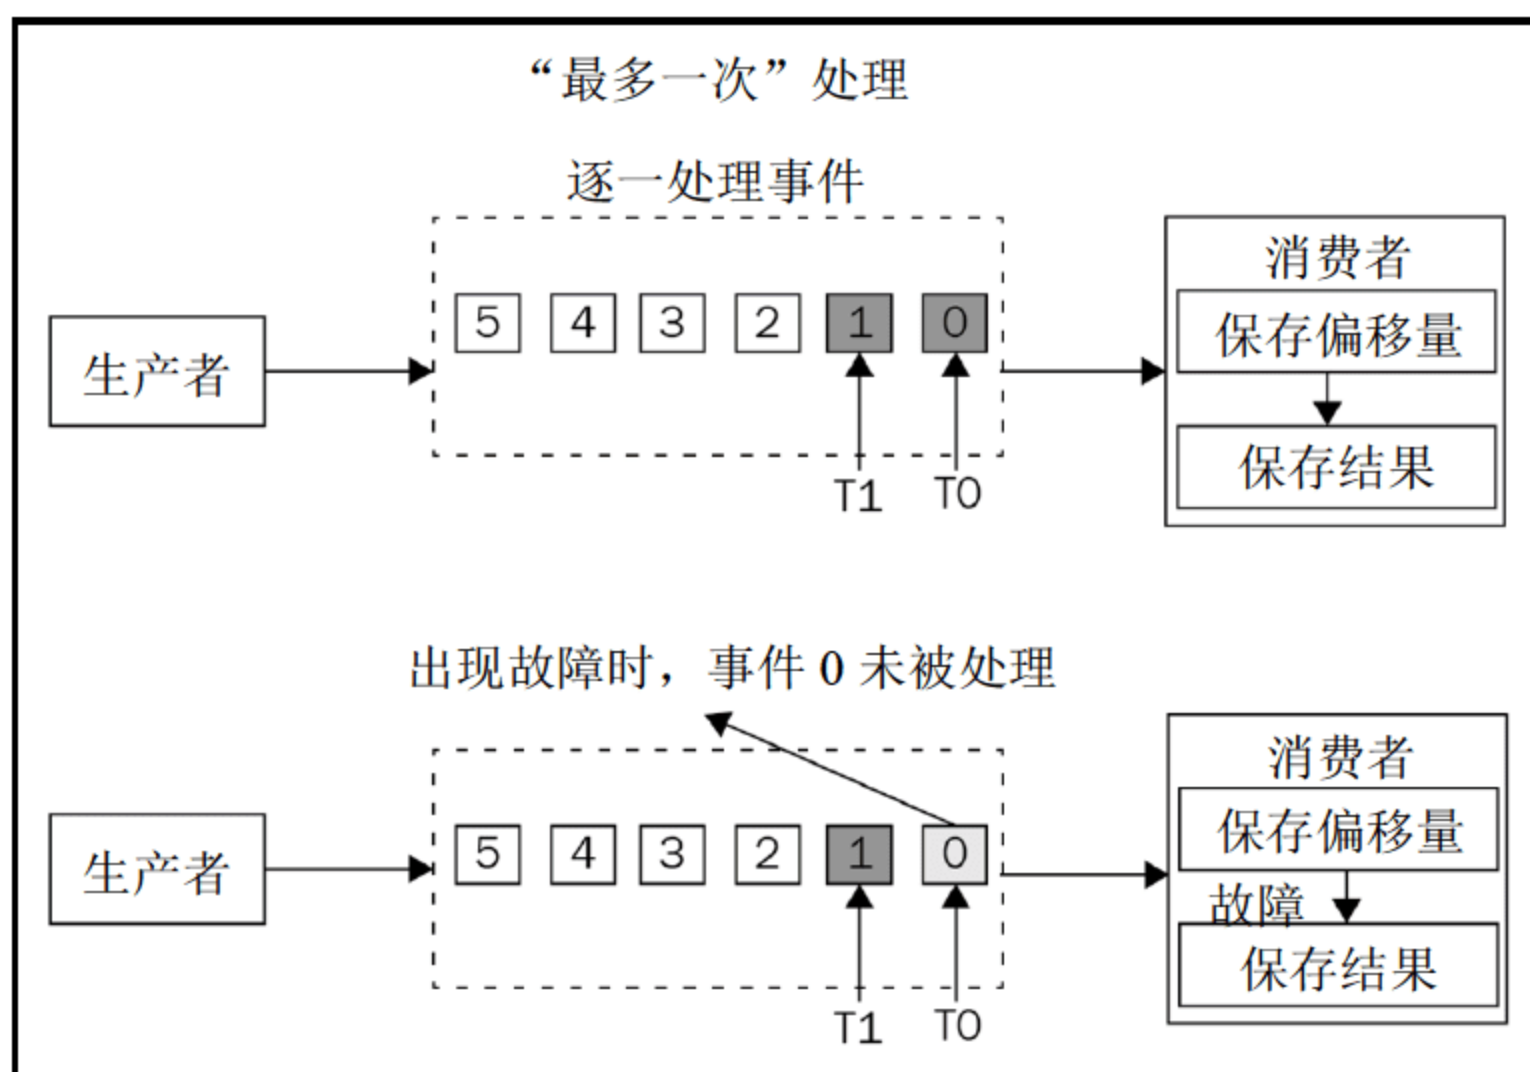 “最多一次”处理
逐一处理事件
生产者
5 4 3 2 1 0
T1 T0
消费者
保存偏移量
保存结果
出现故障时，事件 0 未被处理
生产者
5 4 3 2 1 0
T1 T0
消费者
保存偏移量
故障
保存结果